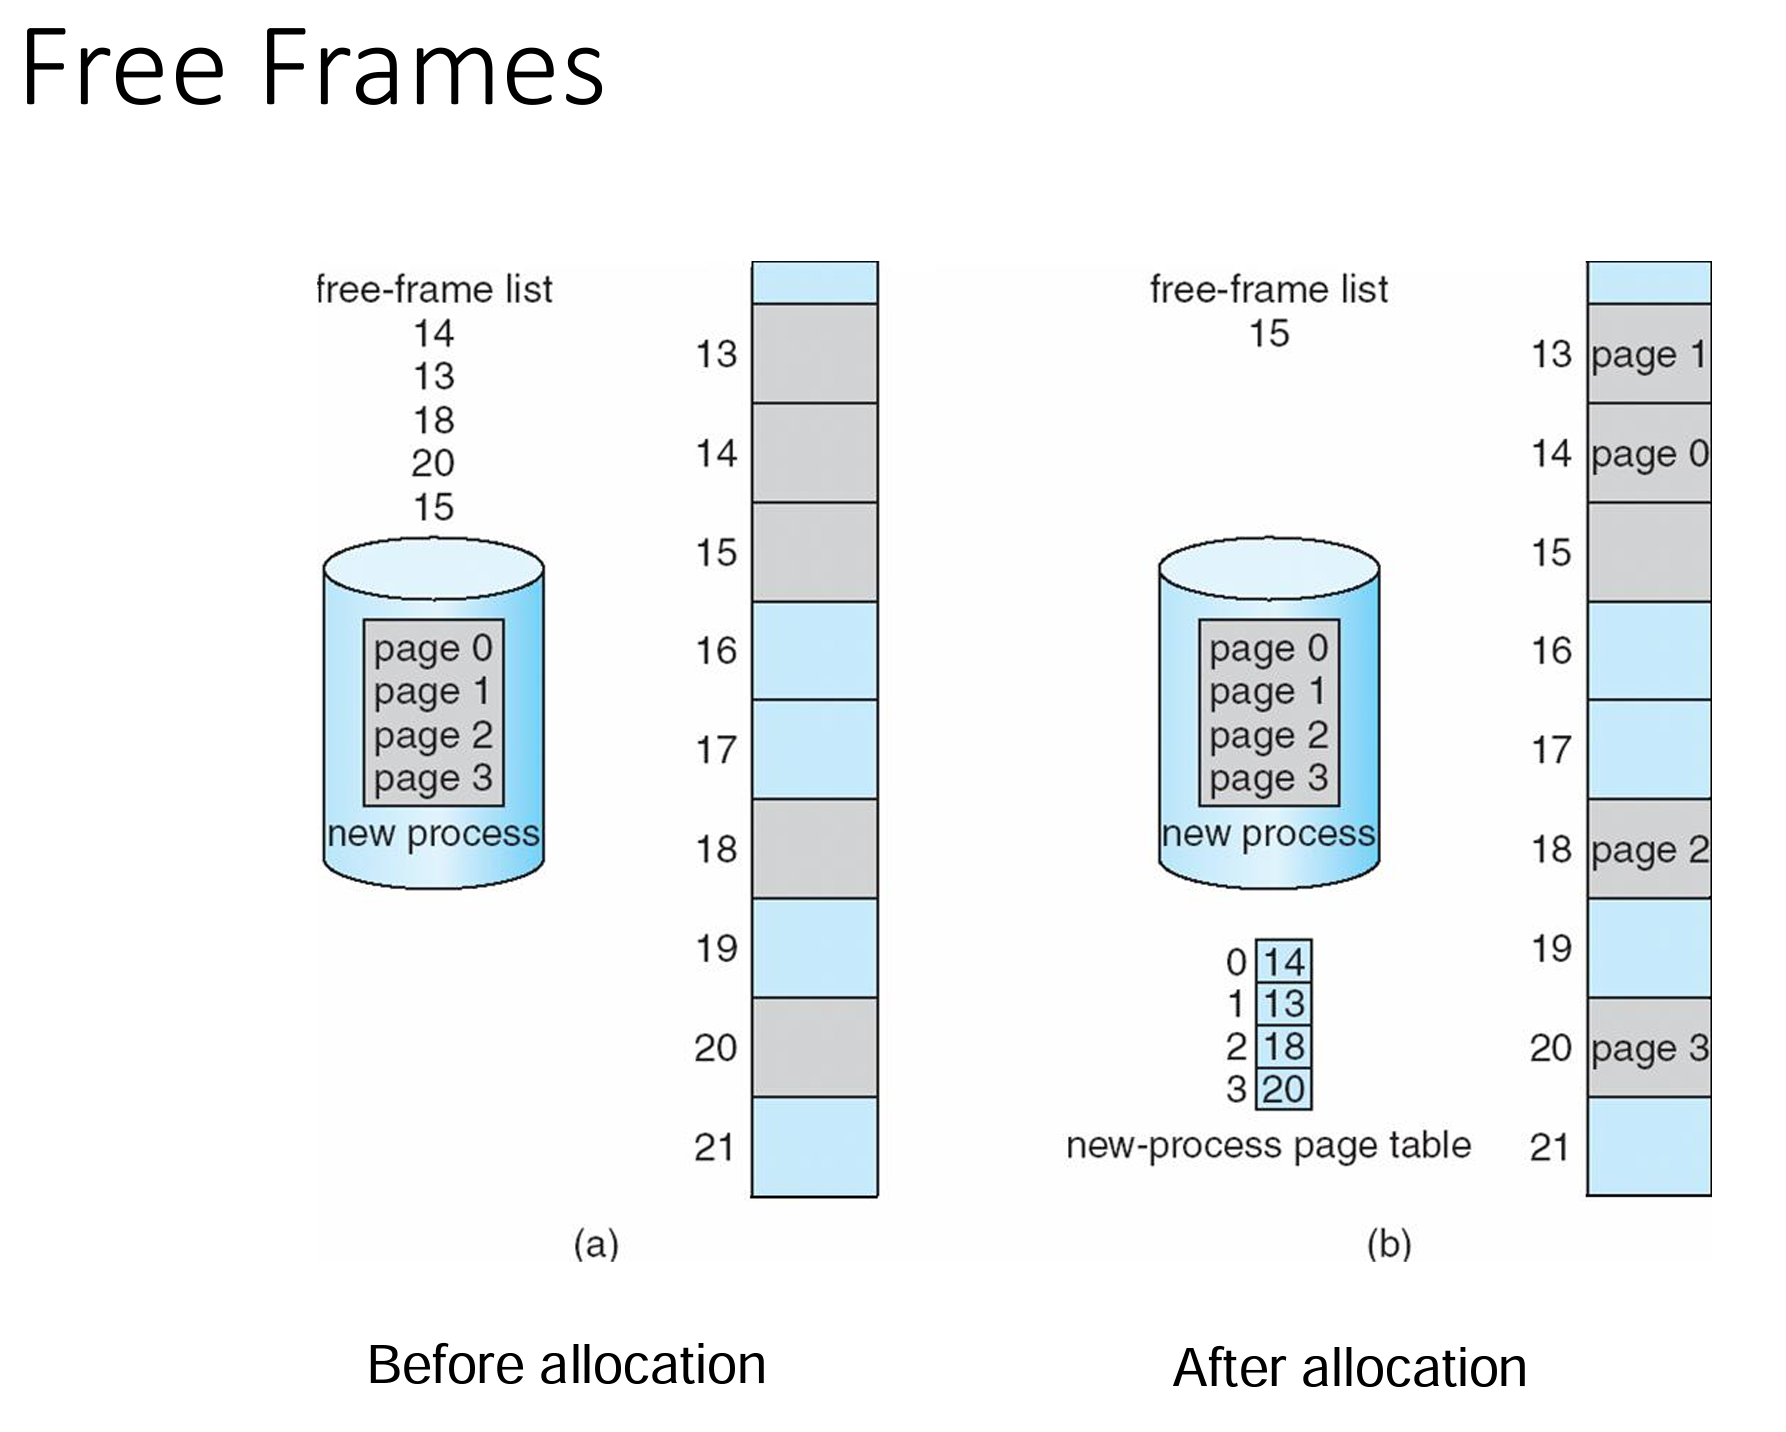 Free Frames
free-frame list
14
13
18
20
15
page 0
page 1
page 2
page 3
new process
13
14
15
16
17
18
19
20
21
(a)
free-frame list
15
page 0
page 1
page 2
page 3
new process
0 14
1 13
2 18
3 20
new-process page table
13 page 1
14 page 0
15
16
17
18 page 2
19
20 page 3
21
(b)
Before allocation
After allocation